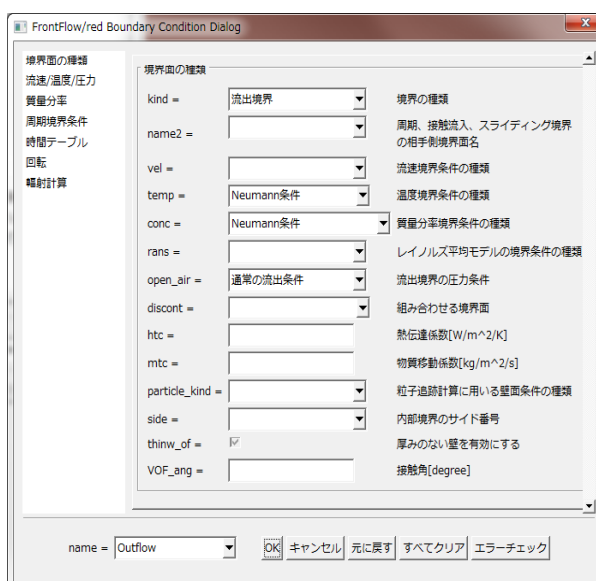 FrontFlow/red Boundary Condition Dialog
境界面の種類
流速/温度/圧力
質量分率
周期境界条件
時間テーブル
回転
輻射計算
境界面の種類
kind = 流出境界 境界の種類
name2 = 周期、接触流入、スライディング境界
の相手側境界面名
vel = 流速境界条件の種類
temp = Neumann条件 温度境界条件の種類
conc = Neumann条件 質量分率境界条件の種類
rans = レイノルズ平均モデルの境界条件の種類
open_air = 通常の流出条件 流出境界の圧力条件
discont = 組み合わせる境界面
htc = 熱伝達係数[W/m^2/K]
mtc = 物質移動係数[kg/m^2/s]
particle_kind = 粒子追跡計算に用いる壁面条件の種類
side = 内部境界のサイド番号
thinw_of = 厚みのない壁を有効にする
VOF_ang = 接触角[degree]
name = Outflow OK キャンセル 元に戻す すべてクリア エラーチェック